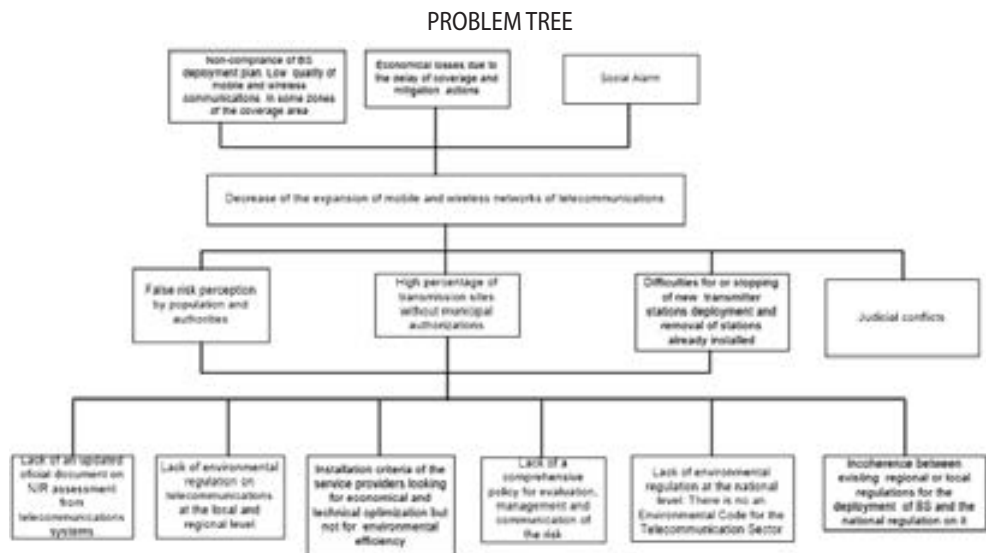 PROBLEM TREE
Non-compliance of BS
deployment plan. Low quality of
mobile and wireless
communications. In some zones
of the coverage area
Economical losses due to
the delay of coverage and
mitigation actions
Social Alarm
Decrease of the expansion of mobile and wireless networks of telecommunications
False risk perception
by population and
authorities
High percentage of
transmission sites
without municipal
authorizations
Difficulties for or stopping
of new transmitter
stations deployment and
removal of stations
already installed
Judicial conflicts
Lack of an updated
oficial document on
NIR assessment
from
telecommunications
systems
Lack of environmental
regulation on
telecommunications
at the local and
regional level
Installation criteria of the
service providers looking
for economical and
technical optimization but
not for environmental
efficiency
Lack of a
comprehensive
policy for evaluation,
management and
communication of
the risk
Lack of environmental
regulation at the national
level: There is no an
Environmental Code for the
Telecommunication Sector
Incoherence between
existing regional or local
regulations for the
deployment of BS and the
national regulation on it